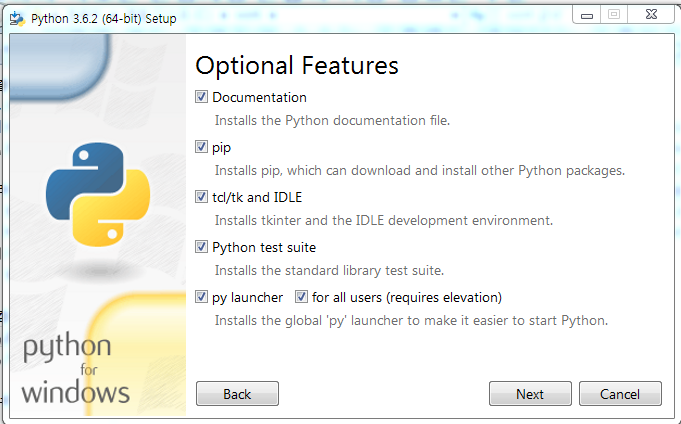 Python 3.6.2 (64-bit) Setup
Optional Features
Documentation
Installs the Python documentation file.
pip
Installs pip, which can download and install other Python packages.
tcl/tk and IDLE
Installs tkinter and the IDLE development environment.
Python test suite
Installs the standard library test suite.
py launcher for all users (requires elevation)
Installs the global 'py' launcher to make it easier to start Python.
python
for
windows
Back Next Cancel